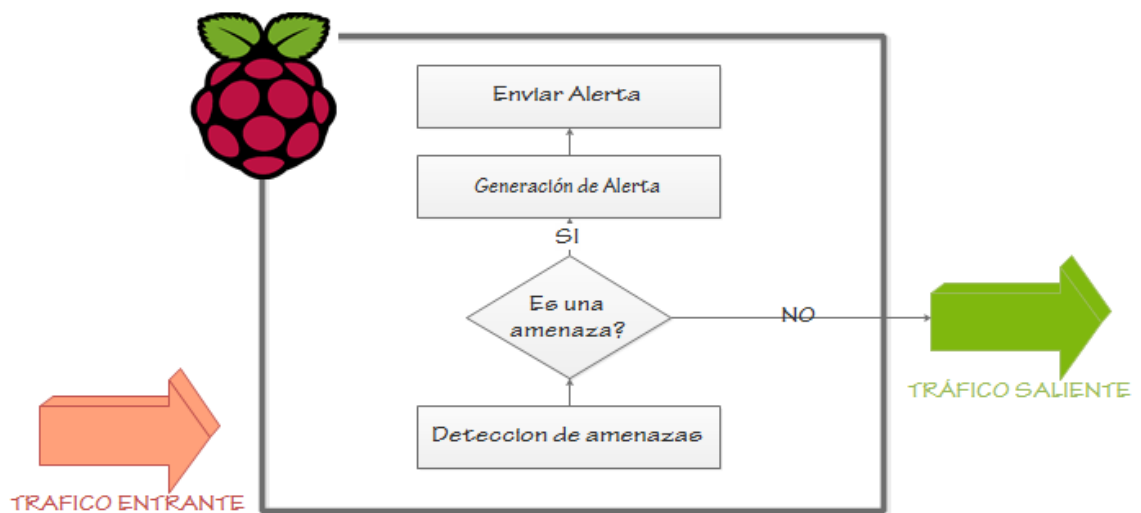 Enviar Alerta
Generación de Alerta
SI
Es una
amenaza?
NO
TRÁFICO SALIENTE
Deteccion de amenazas
TRAFICO ENTRANTE